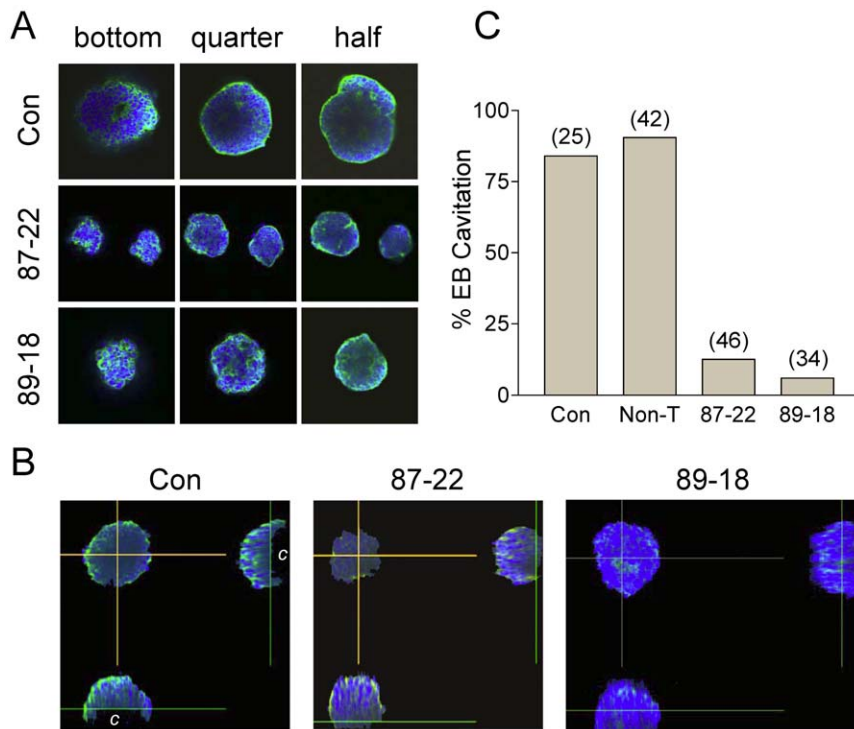 A
bottom quarter half
Con
87-22
89-18
C
% EB Cavitation
100
75
50
25
0
(25) (42) (46) (34)
Con Non-T 87-22 89-18
B
Con 87-22 89-18
c
c